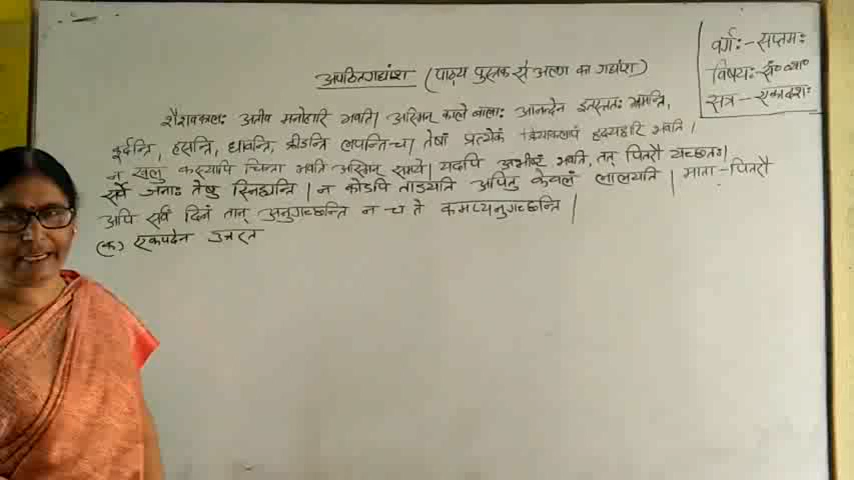 अपठितगद्यांश (पाठ्य पुस्तक से अलग का गद्यांश)
वर्गः - सप्तमः
विषयः - सं० व्या०
सत्र - एकादशः
शैशवकालः अतीव मनोहारि भवति। अस्मिन् काले बालाः आनन्देन इतस्ततः भ्रमन्ति,
कूर्दन्ति, हसन्ति, धावन्ति, क्रीडन्ति लपन्ति च। तेषां प्रत्येकं क्रियाकलापं हृदयहारि भवति।
न खलु कस्यापि चिन्ता भवति अस्मिन् समये। यदपि अभीष्टं भवति, तत् पितरौ यच्छतः।
सर्वे जनाः तेषु स्निह्यन्ति। न कोऽपि ताडयति अपितु केवलं लालयति। माता-पितरौ
अपि सर्वं दिनं तान् अनुगच्छन्ति न च ते कमप्यनुगच्छन्ति।
(क) एकपदेन उत्तरत